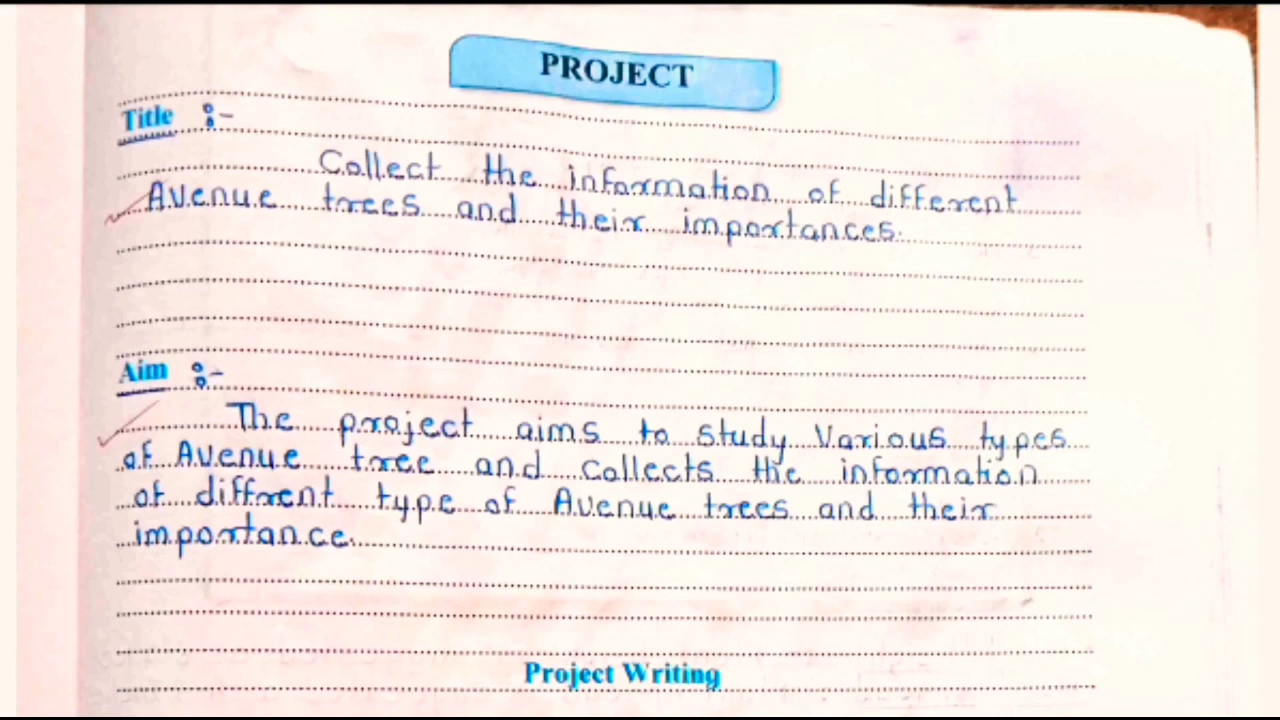 PROJECT
Title :-
Collect the information of different
Avenue trees and their importances.
Aim :-
The project aims to study Various types
of Avenue tree and collects the information
of diffrent type of Avenue trees and their
importance.
Project Writing